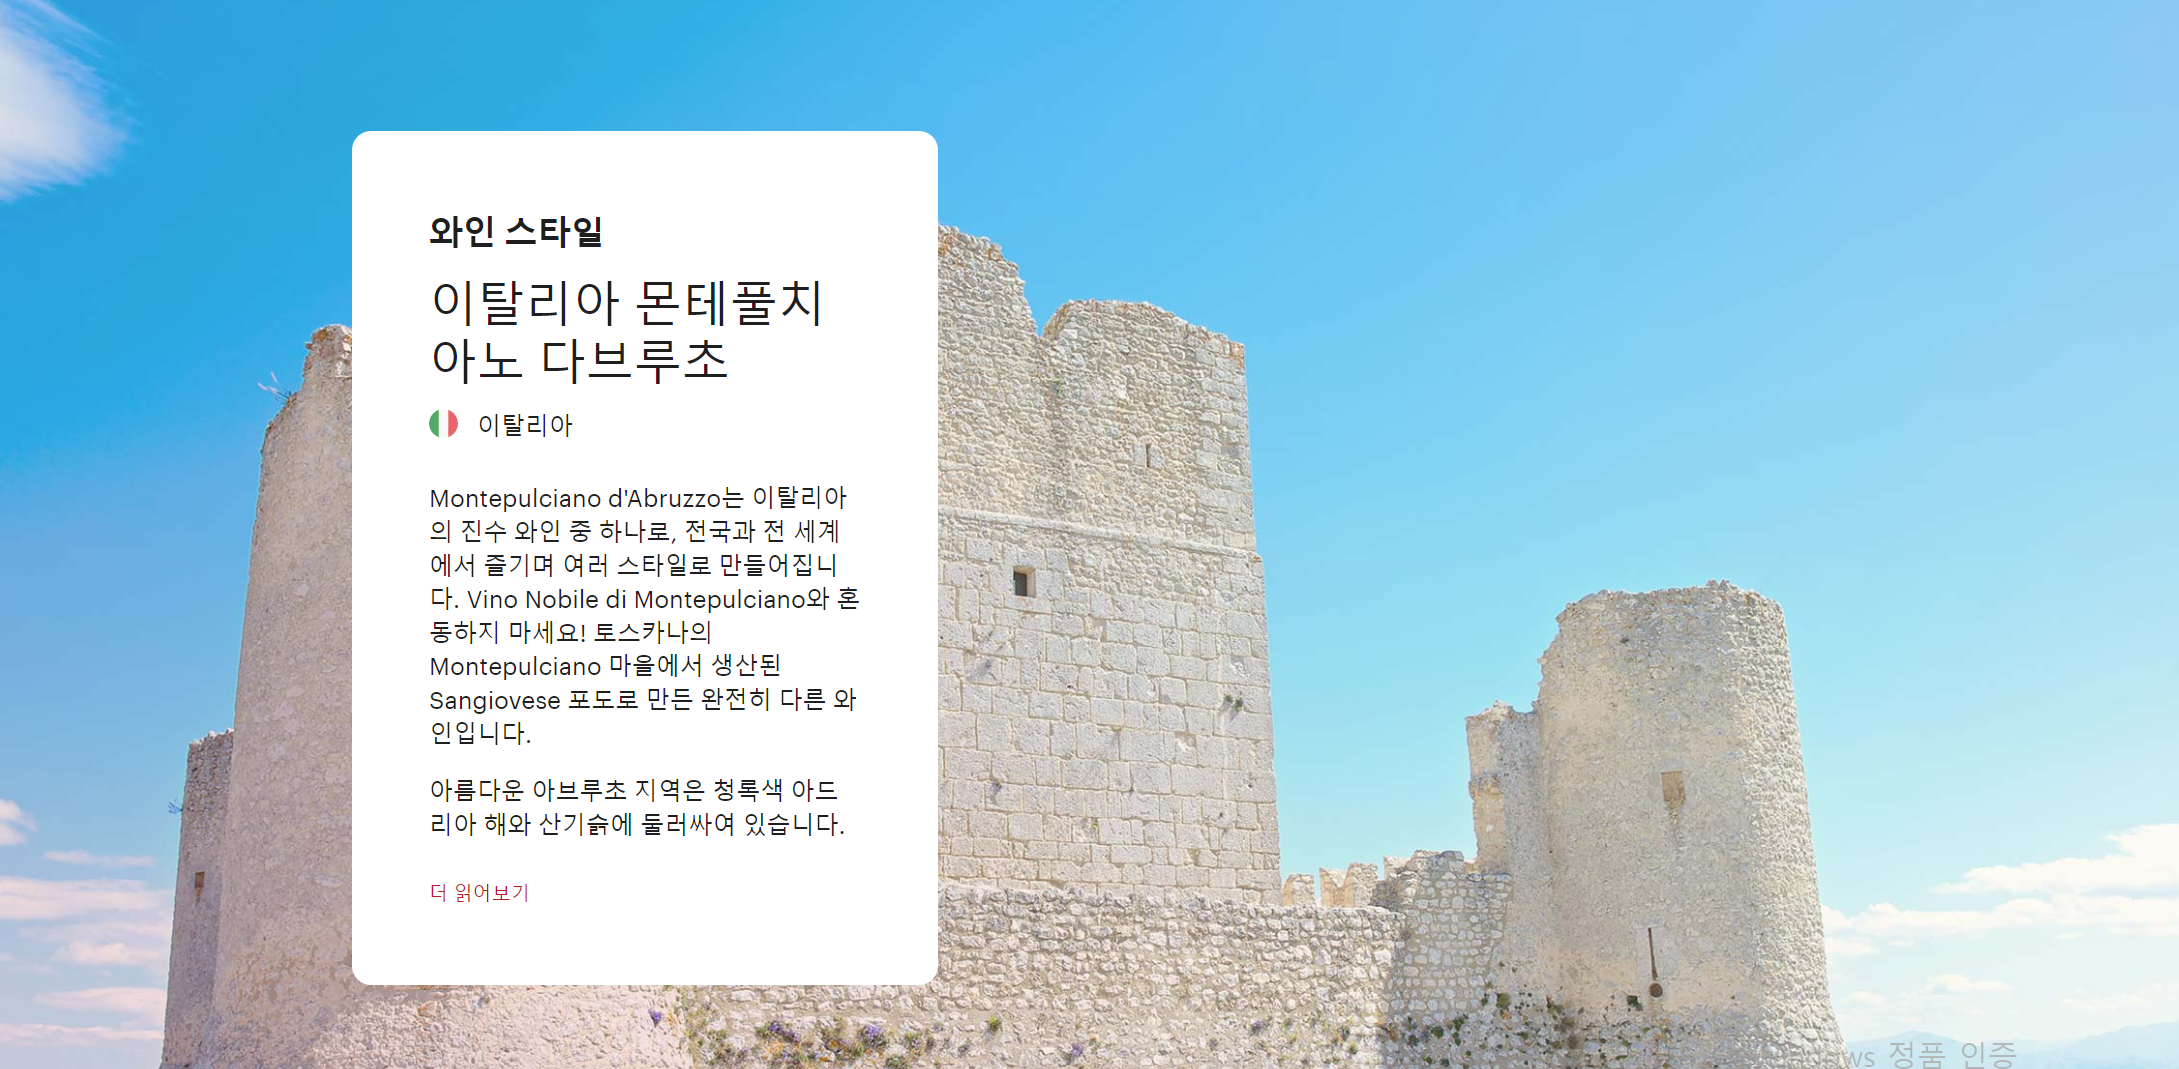 와인 스타일
이탈리아 몬테풀치
아노 다브루초
이탈리아
Montepulciano d'Abruzzo는 이탈리아
의 진수 와인 중 하나로, 전국과 전 세계
에서 즐기며 여러 스타일로 만들어집니
다. Vino Nobile di Montepulciano와 혼
동하지 마세요! 토스카나의
Montepulciano 마을에서 생산된
Sangiovese 포도로 만든 완전히 다른 와
인입니다.
아름다운 아브루초 지역은 청록색 아드
리아 해와 산기슭에 둘러싸여 있습니다.
더 읽어보기
정품 인증